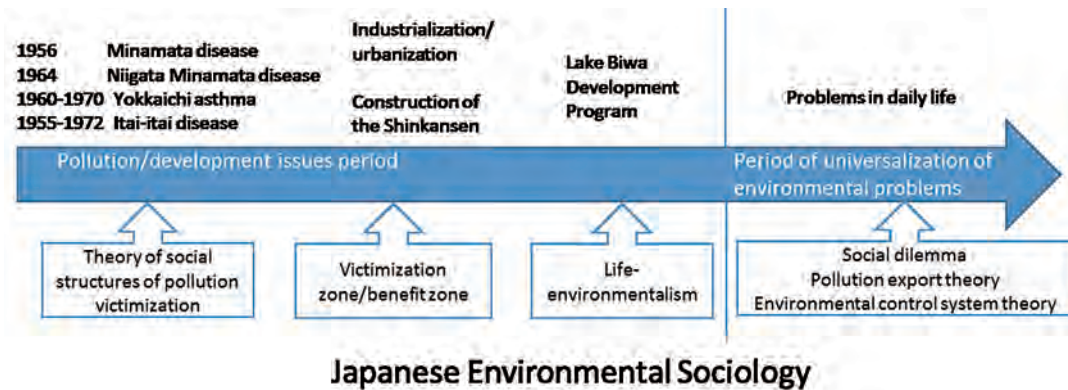 1956 Minamata disease
1964 Niigata Minamata disease
1960-1970 Yokkaichi asthma
1955-1972 Itai-itai disease
Industrialization/
urbanization
Construction of
the Shinkansen
Lake Biwa
Development
Program
Problems in daily life
Pollution/development issues period
Period of universalization of
environmental problems
Theory of social
structures of pollution
victimization
Victimization
zone/benefit zone
Life-
environmentalism
Social dilemma
Pollution export theory
Environmental control system theory
Japanese Environmental Sociology